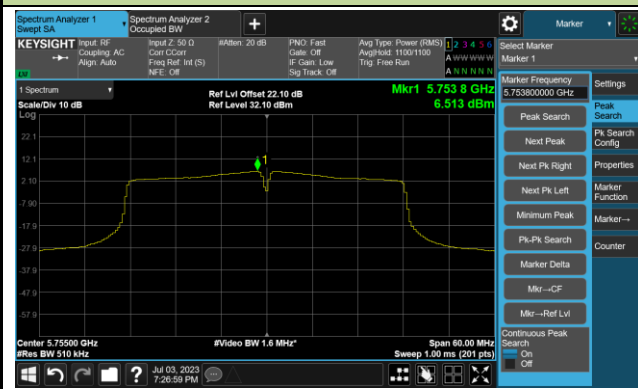 Spectrum Analyzer 1
Swept SA
Spectrum Analyzer 2
Occupied BW
Marker
KEYSIGHT
Input: RF
Coupling: AC
Align: Auto
Input Z: 50 Ω
Corr CCorr
Freq Ref: Int (S)
NFE: Off
#Atten: 20 dB
PNO: Fast
Gate: Off
IF Gain: Low
Sig Track: Off
Avg Type: Power (RMS)
Avg|Hold: 1100/1100
Trig: Free Run
1 2 3 4 5 6
A W W W W W
A N N N N N
LW
Select Marker
Marker 1
1 Spectrum
Scale/Div 10 dB
Log
Ref Lvl Offset 22.10 dB
Ref Level 32.10 dBm
Mkr1 5.753 8 GHz
6.513 dBm
22.1
12.1
2.10
-7.90
-17.9
-27.9
-37.9
-47.9
-57.9
1
Center 5.75500 GHz
#Res BW 510 kHz
#Video BW 1.6 MHz*
Span 60.00 MHz
Sweep 1.00 ms (201 pts)
Marker Frequency
5.753800000 GHz
Peak Search
Next Peak
Next Pk Right
Next Pk Left
Minimum Peak
Pk-Pk Search
Marker Delta
Mkr→CF
Mkr→Ref Lvl
Continuous Peak
Search
On
Off
Settings
Peak
Search
Pk Search
Config
Properties
Marker
Function
Marker→
Counter
Jul 03, 2023
7:26:59 PM